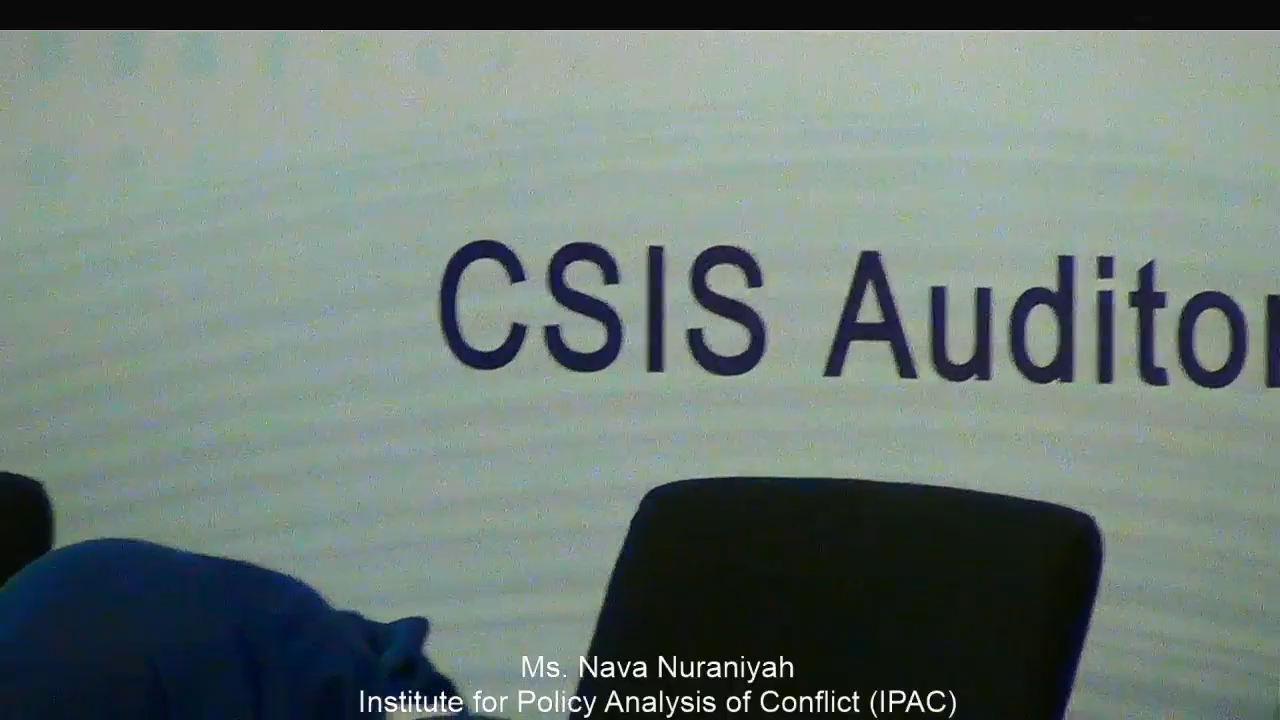 CSIS Auditor
Ms. Nava Nuraniyah
Institute for Policy Analysis of Conflict (IPAC)